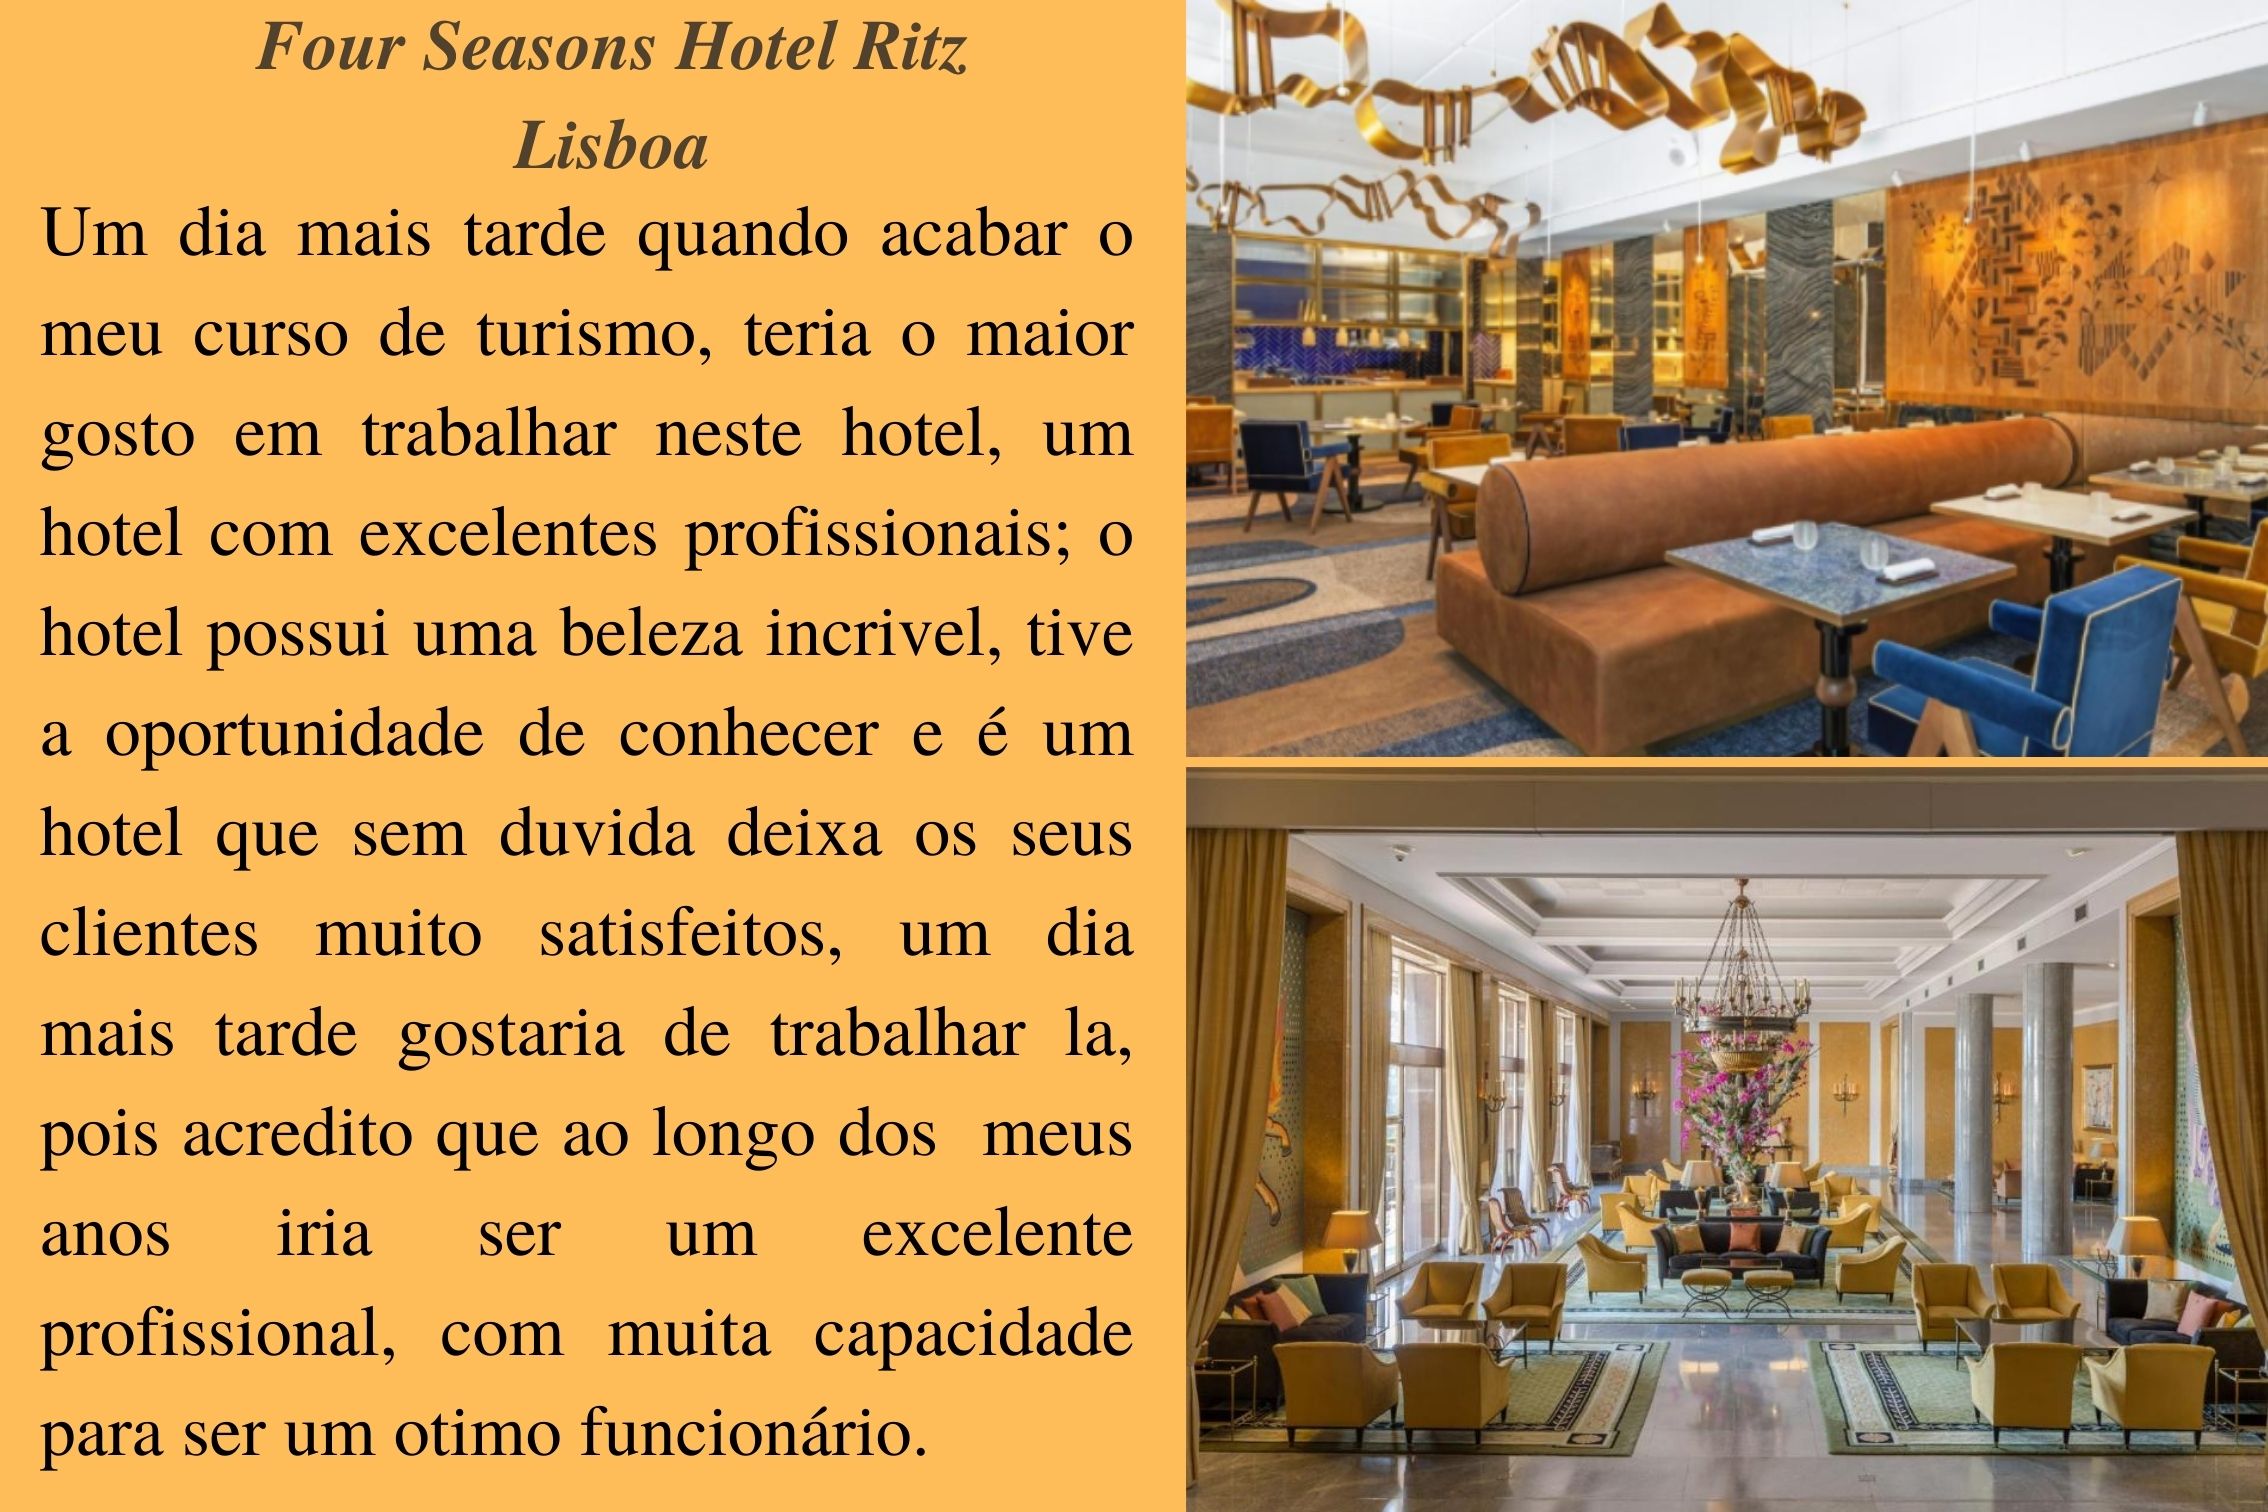 Four Seasons Hotel Ritz
Lisboa
Um dia mais tarde quando acabar o
meu curso de turismo, teria o maior
gosto em trabalhar neste hotel, um
hotel com excelentes profissionais; o
hotel possui uma beleza incrivel, tive
a oportunidade de conhecer e é um
hotel que sem duvida deixa os seus
clientes muito satisfeitos, um dia
mais tarde gostaria de trabalhar la,
pois acredito que ao longo dos  meus
anos iria ser um excelente
profissional, com muita capacidade
para ser um otimo funcionário.